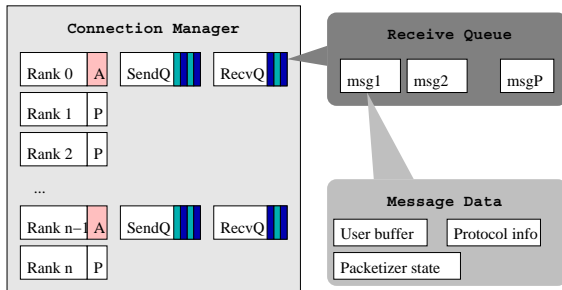 Connection Manager
Rank 0 A SendQ RecvQ
Rank 1 P
Rank 2 P
...
Rank n−1 A SendQ RecvQ
Rank n P
Receive Queue
msg1 msg2 msgP
Message Data
User buffer Protocol info
Packetizer state